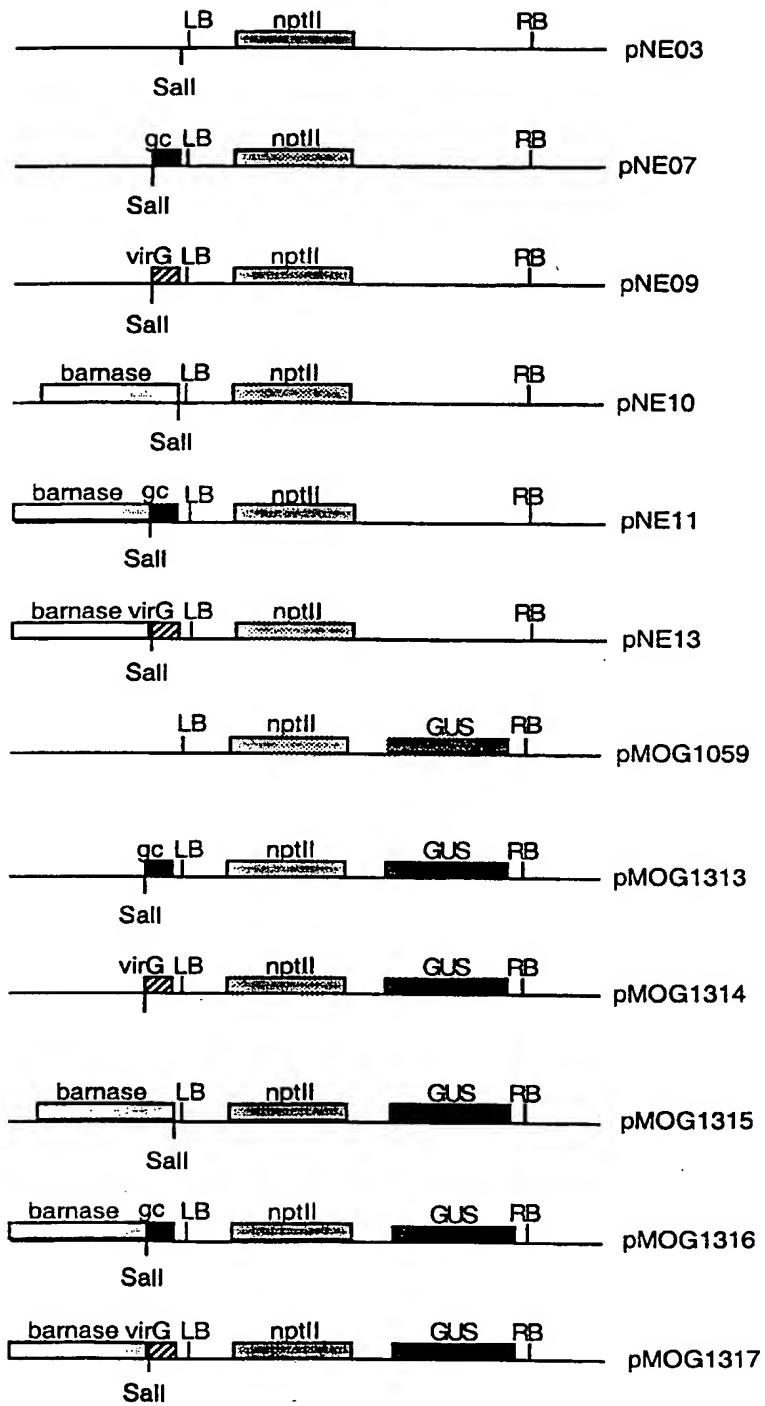 LB nptII RB
pNE03
SalI
gc LB nptII RB
pNE07
SalI
virG LB nptII RB
pNE09
SalI
barnase LB nptII RB
pNE10
SalI
barnase gc LB nptII RB
pNE11
SalI
barnase virG LB nptII RB
pNE13
SalI
LB nptII GUS RB
pMOG1059
gc LB nptII GUS RB
pMOG1313
SalI
virG LB nptII GUS RB
pMOG1314
barnase LB nptII GUS RB
pMOG1315
SalI
barnase gc LB nptII GUS RB
pMOG1316
SalI
barnase virG LB nptII GUS RB
pMOG1317
SalI